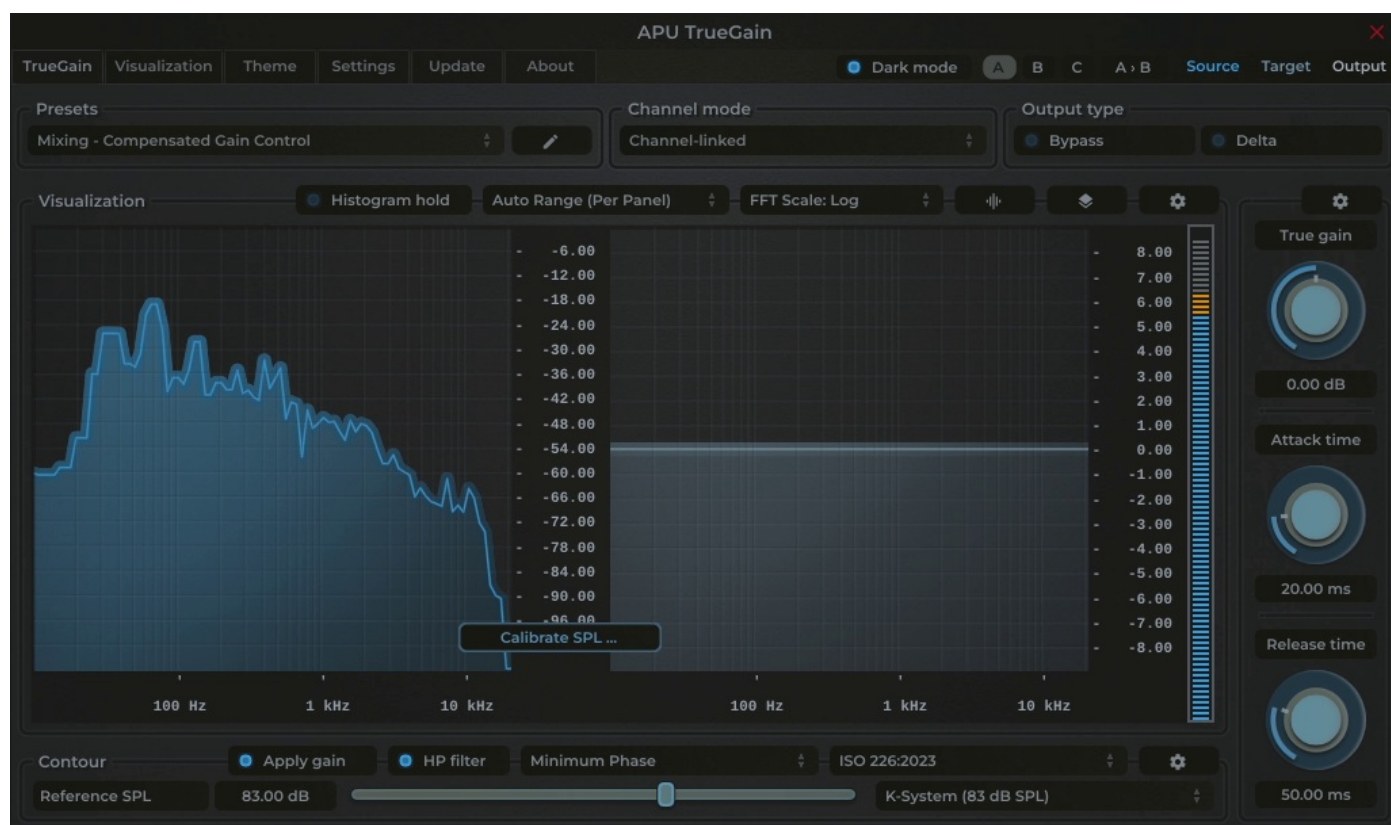 APU TrueGain
TrueGain Visualization Theme Settings Update About Dark mode A B C A › B Source Target Output
Presets Channel mode Output type
Mixing - Compensated Gain Control Channel-linked Bypass Delta
Visualization Histogram hold Auto Range (Per Panel) FFT Scale: Log
True gain
0.00 dB
Attack time
20.00 ms
Release time
50.00 ms
- -6.00
- -12.00
- -18.00
- -24.00
- -30.00
- -36.00
- -42.00
- -48.00
- -54.00
- -60.00
- -66.00
- -72.00
- -78.00
- -84.00
- -90.00
- -96.00
- 8.00
- 7.00
- 6.00
- 5.00
- 4.00
- 3.00
- 2.00
- 1.00
- 0.00
- -1.00
- -2.00
- -3.00
- -4.00
- -5.00
- -6.00
- -7.00
- -8.00
Calibrate SPL ...
100 Hz 1 kHz 10 kHz 100 Hz 1 kHz 10 kHz
Contour Apply gain HP filter Minimum Phase ISO 226:2023
Reference SPL 83.00 dB K-System (83 dB SPL)